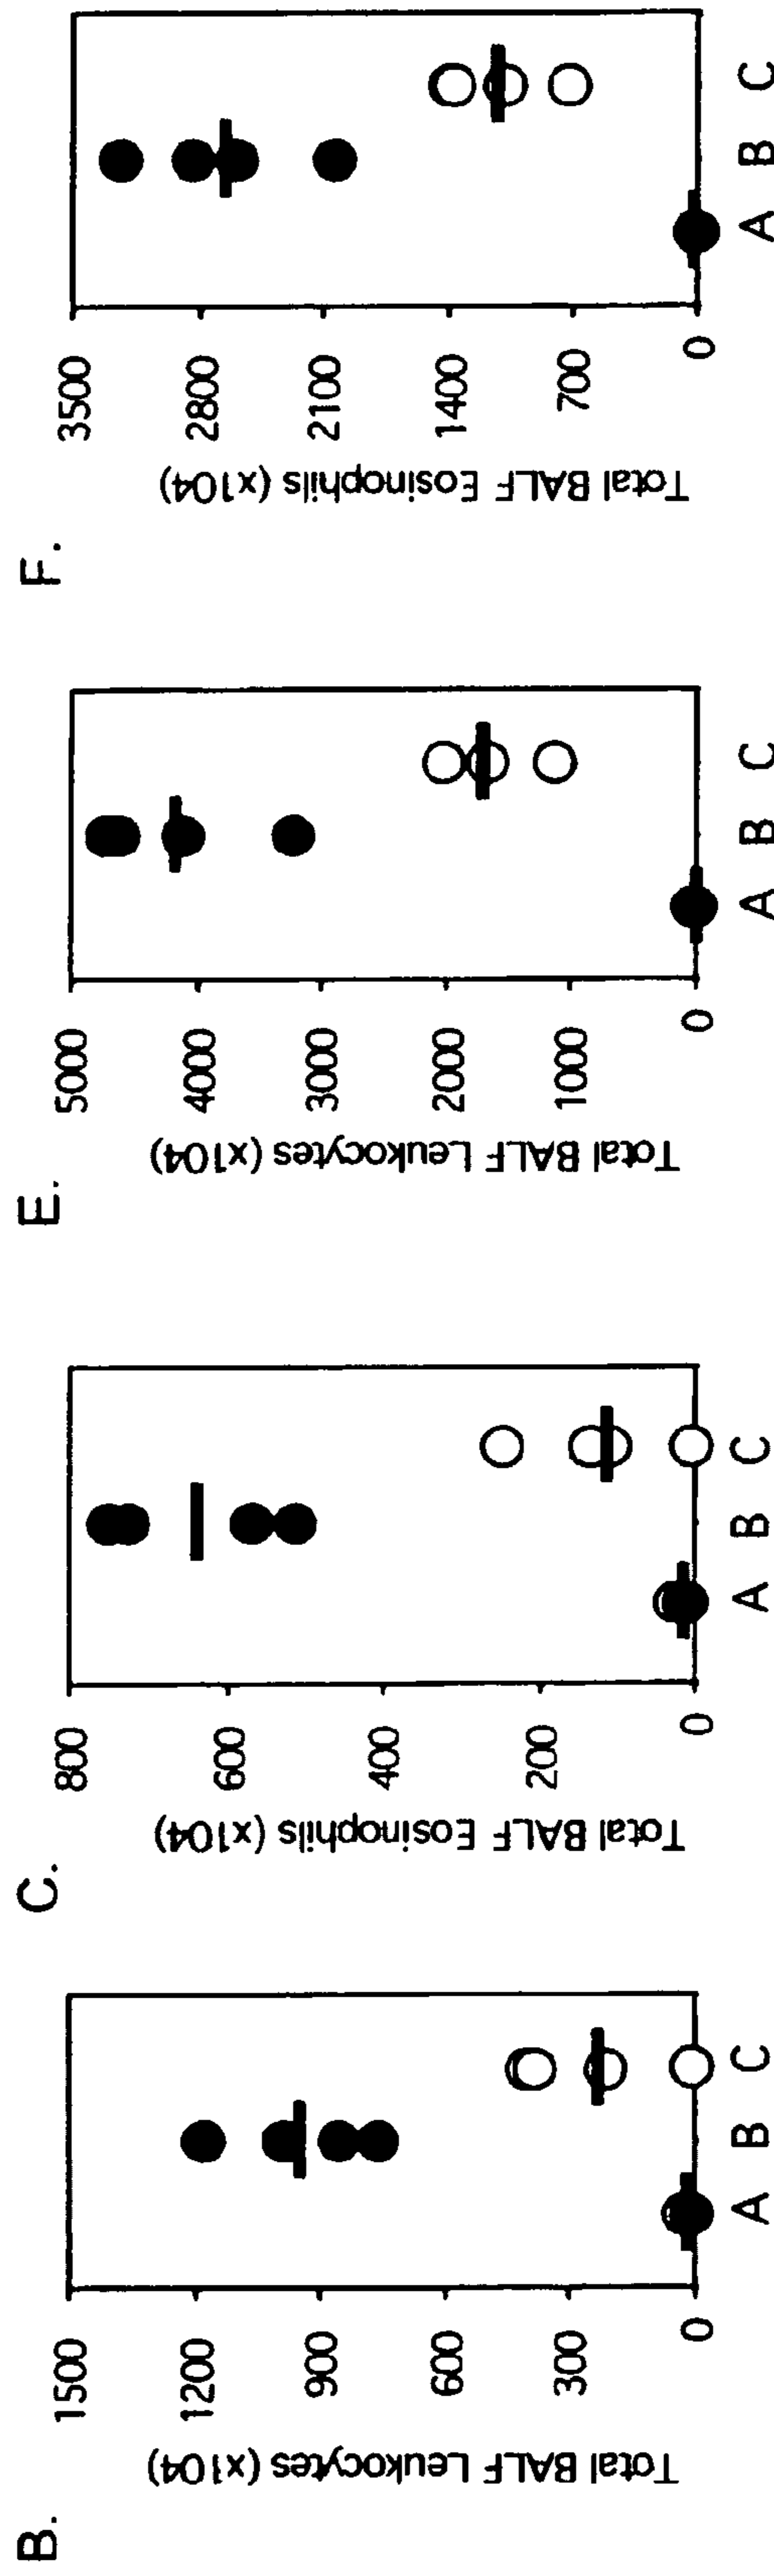 B.
Total BALF Leukocytes (x104)
1500
1200
900
600
300
0
A B C
C.
Total BALF Eosinophils (x104)
800
600
400
200
0
A B C
E.
Total BALF Leukocytes (x104)
5000
4000
3000
2000
1000
0
A B C
F.
Total BALF Eosinophils (x104)
3500
2800
2100
1400
700
0
A B C